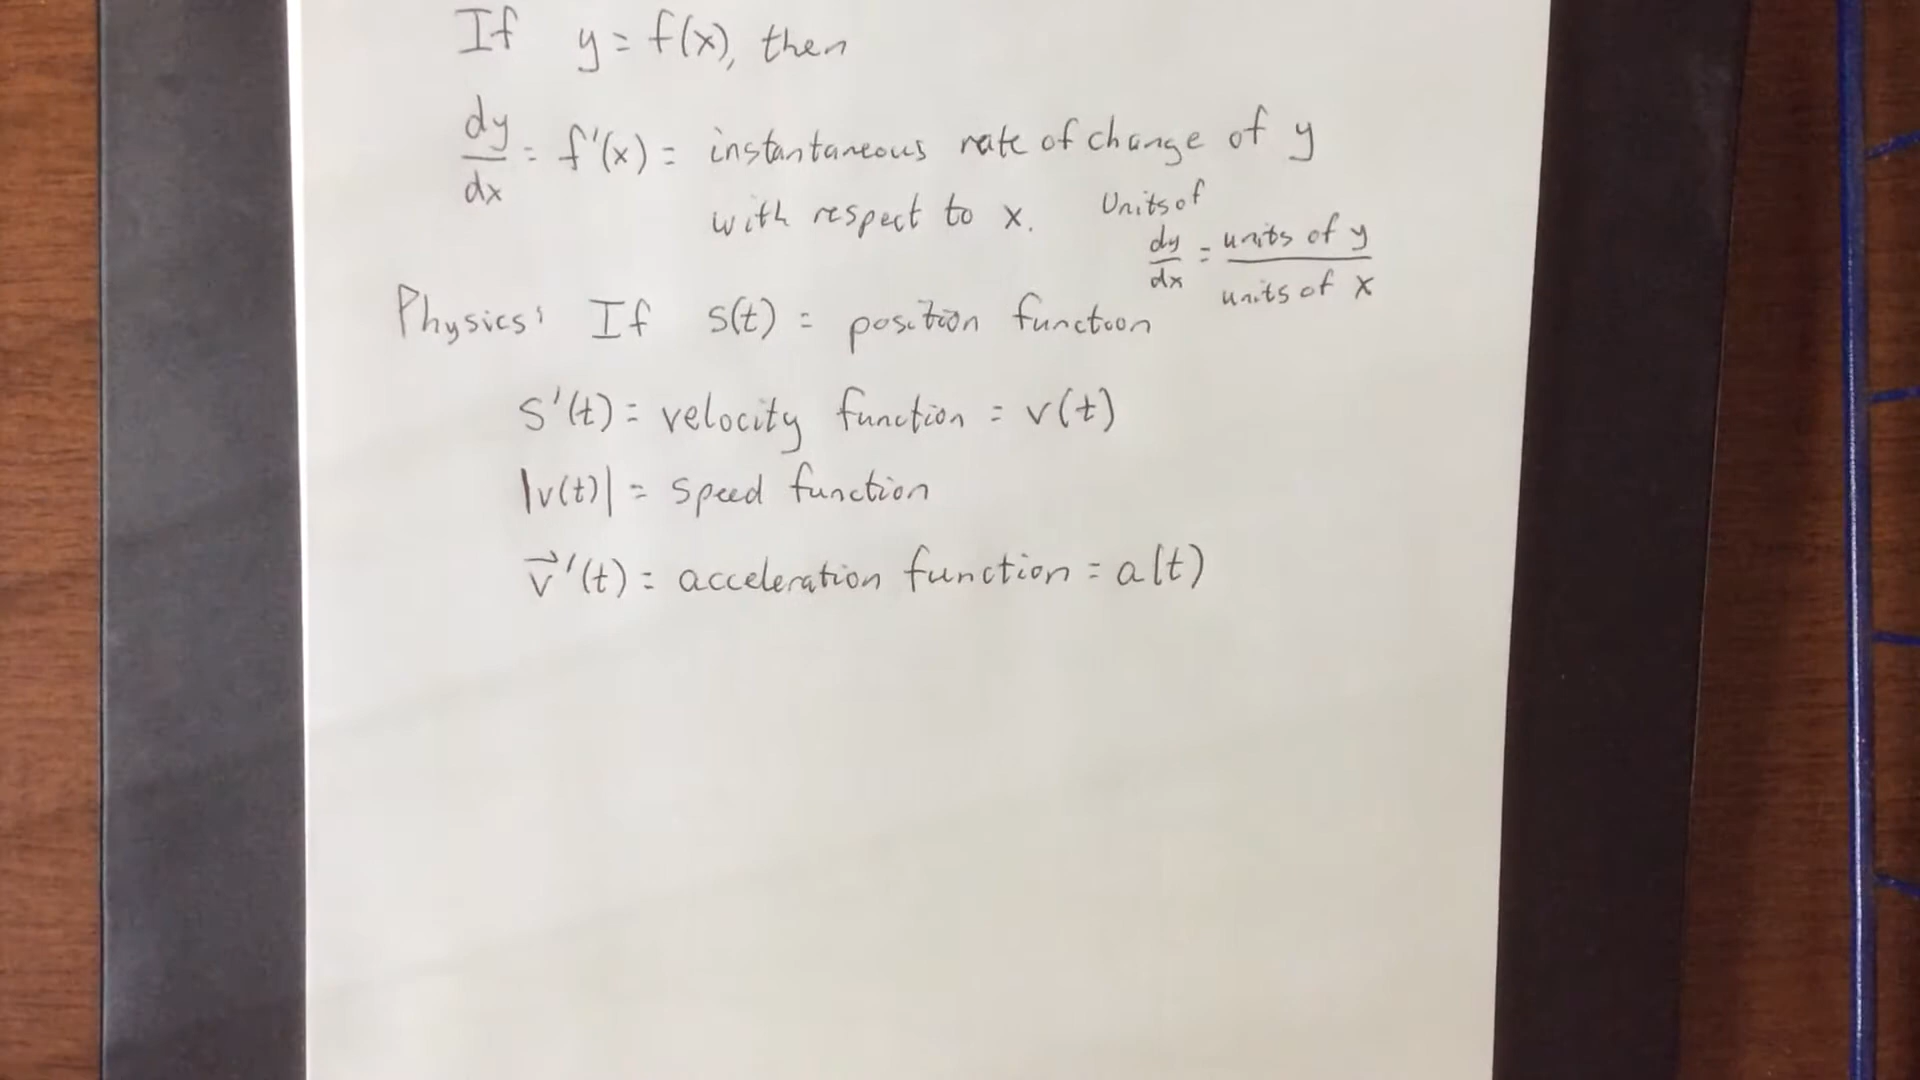 If y = f(x), then
dy/dx = f'(x) = instantaneous rate of change of y
with respect to x.
Units of
dy/dx = units of y / units of x
Physics: If s(t) = position function
s'(t) = velocity function = v(t)
|v(t)| = speed function
v⃗'(t) = acceleration function = a(t)